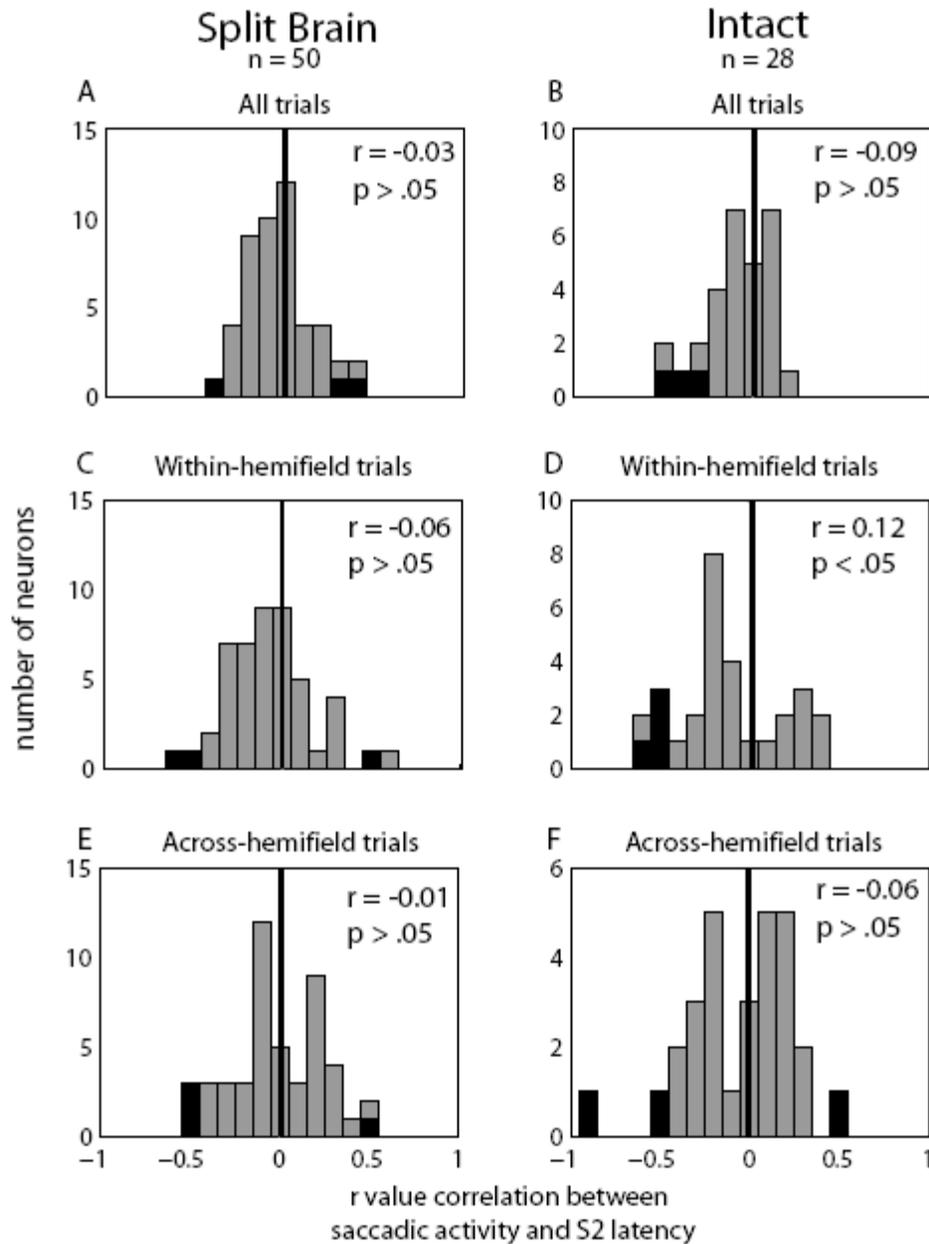 Split Brain
n = 50
Intact
n = 28
A
All trials
15
10
5
0
r = -0.03
p > .05
B
All trials
10
8
6
4
2
0
r = -0.09
p > .05
number of neurons
C
Within-hemifield trials
15
10
5
0
r = -0.06
p > .05
D
Within-hemifield trials
10
8
6
4
2
0
r = 0.12
p < .05
E
Across-hemifield trials
15
10
5
0
r = -0.01
p > .05
−1 −0.5 0 0.5 1
F
Across-hemifield trials
6
4
2
0
r = -0.06
p > .05
−1 −0.5 0 0.5 1
r value correlation between
saccadic activity and S2 latency